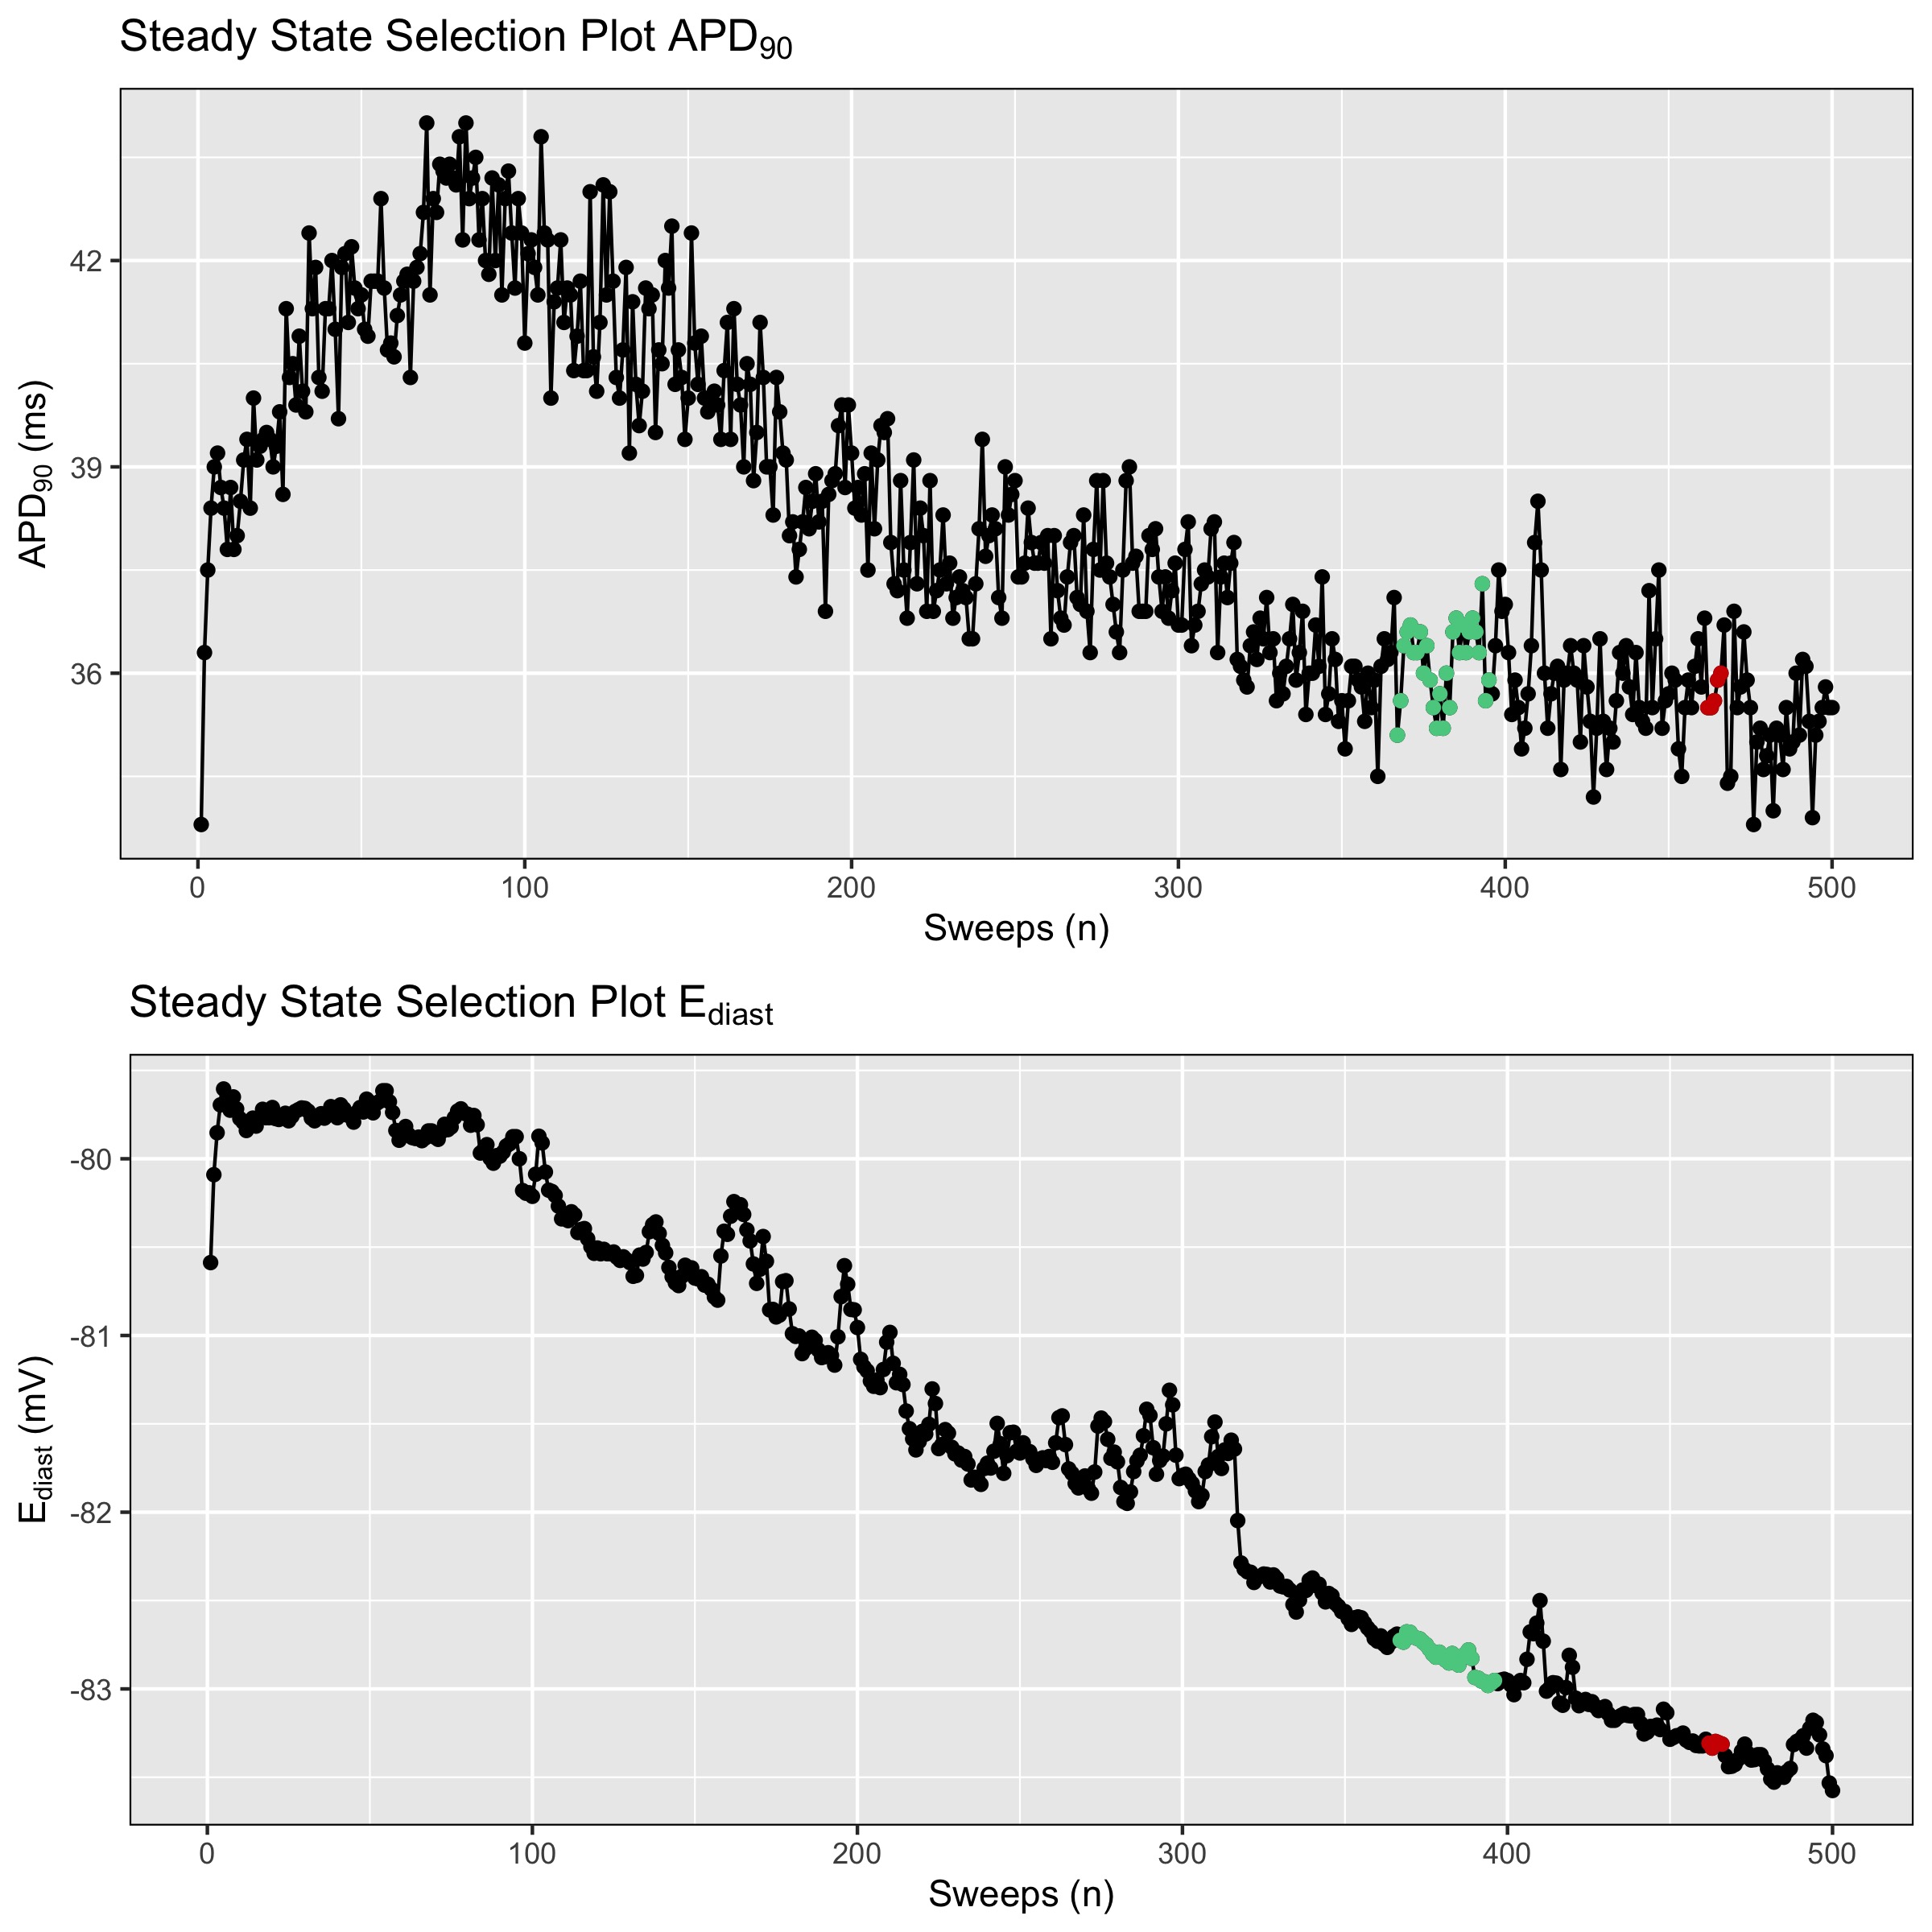 Steady State Selection Plot APD90
42
39
36
APD90 (ms)
0 100 200 300 400 500
Sweeps (n)
Steady State Selection Plot Ediast
-80
-81
-82
-83
Ediast (mV)
0 100 200 300 400 500
Sweeps (n)